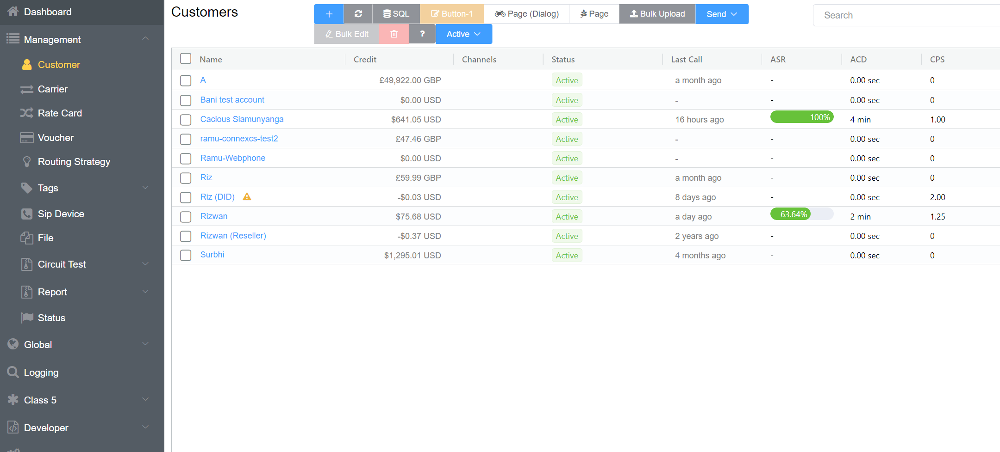 Dashboard
Management
Customer
Carrier
Rate Card
Voucher
Routing Strategy
Tags
Sip Device
File
Circuit Test
Report
Status
Global
Logging
Class 5
Developer
Customers
+ SQL Button-1 Page (Dialog) Page Bulk Upload Send
Bulk Edit ? Active
Search
Name Credit Channels Status Last Call ASR ACD CPS
A £49,922.00 GBP Active a month ago - 0.00 sec 0
Bani test account $0.00 USD Active - - 0.00 sec 0
Cacious Siamunyanga $641.05 USD Active 16 hours ago 100% 4 min 1.00
ramu-connexcs-test2 £47.46 GBP Active - - 0.00 sec 0
Ramu-Webphone $0.00 USD Active - - 0.00 sec 0
Riz £59.99 GBP Active a month ago - 0.00 sec 0
Riz (DID) -$0.03 USD Active 8 days ago - 0.00 sec 2.00
Rizwan $75.68 USD Active a day ago 63.64% 2 min 1.25
Rizwan (Reseller) -$0.37 USD Active 2 years ago - 0.00 sec 0
Surbhi $1,295.01 USD Active 4 months ago - 0.00 sec 0